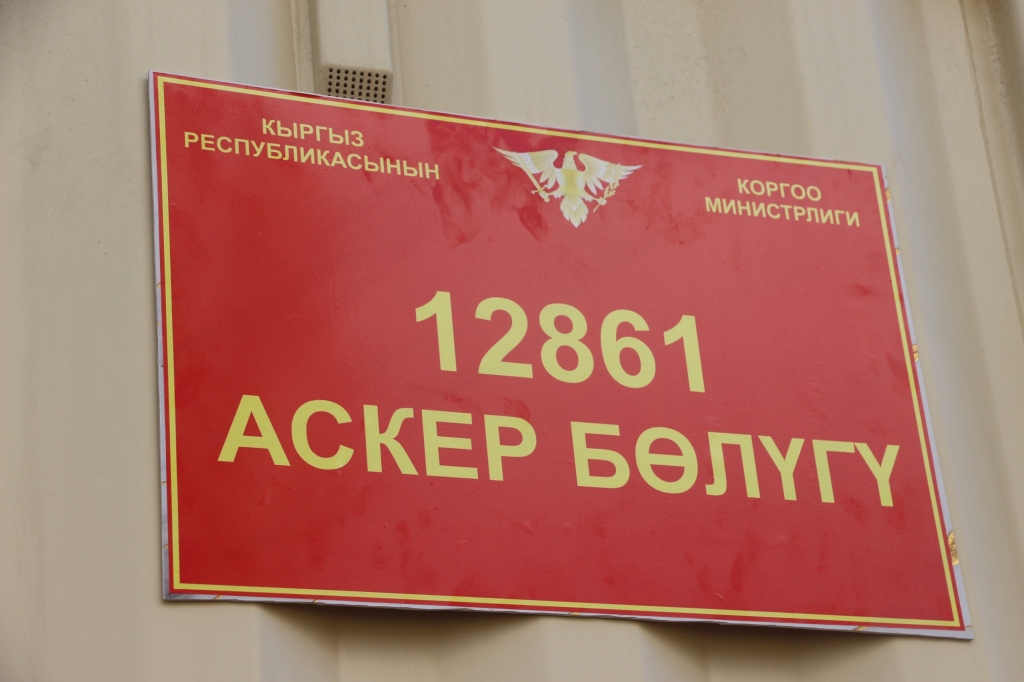 КЫРГЫЗ
РЕСПУБЛИКАСЫНЫН
КОРГОО
МИНИСТРЛИГИ
12861
АСКЕР БӨЛҮГҮ